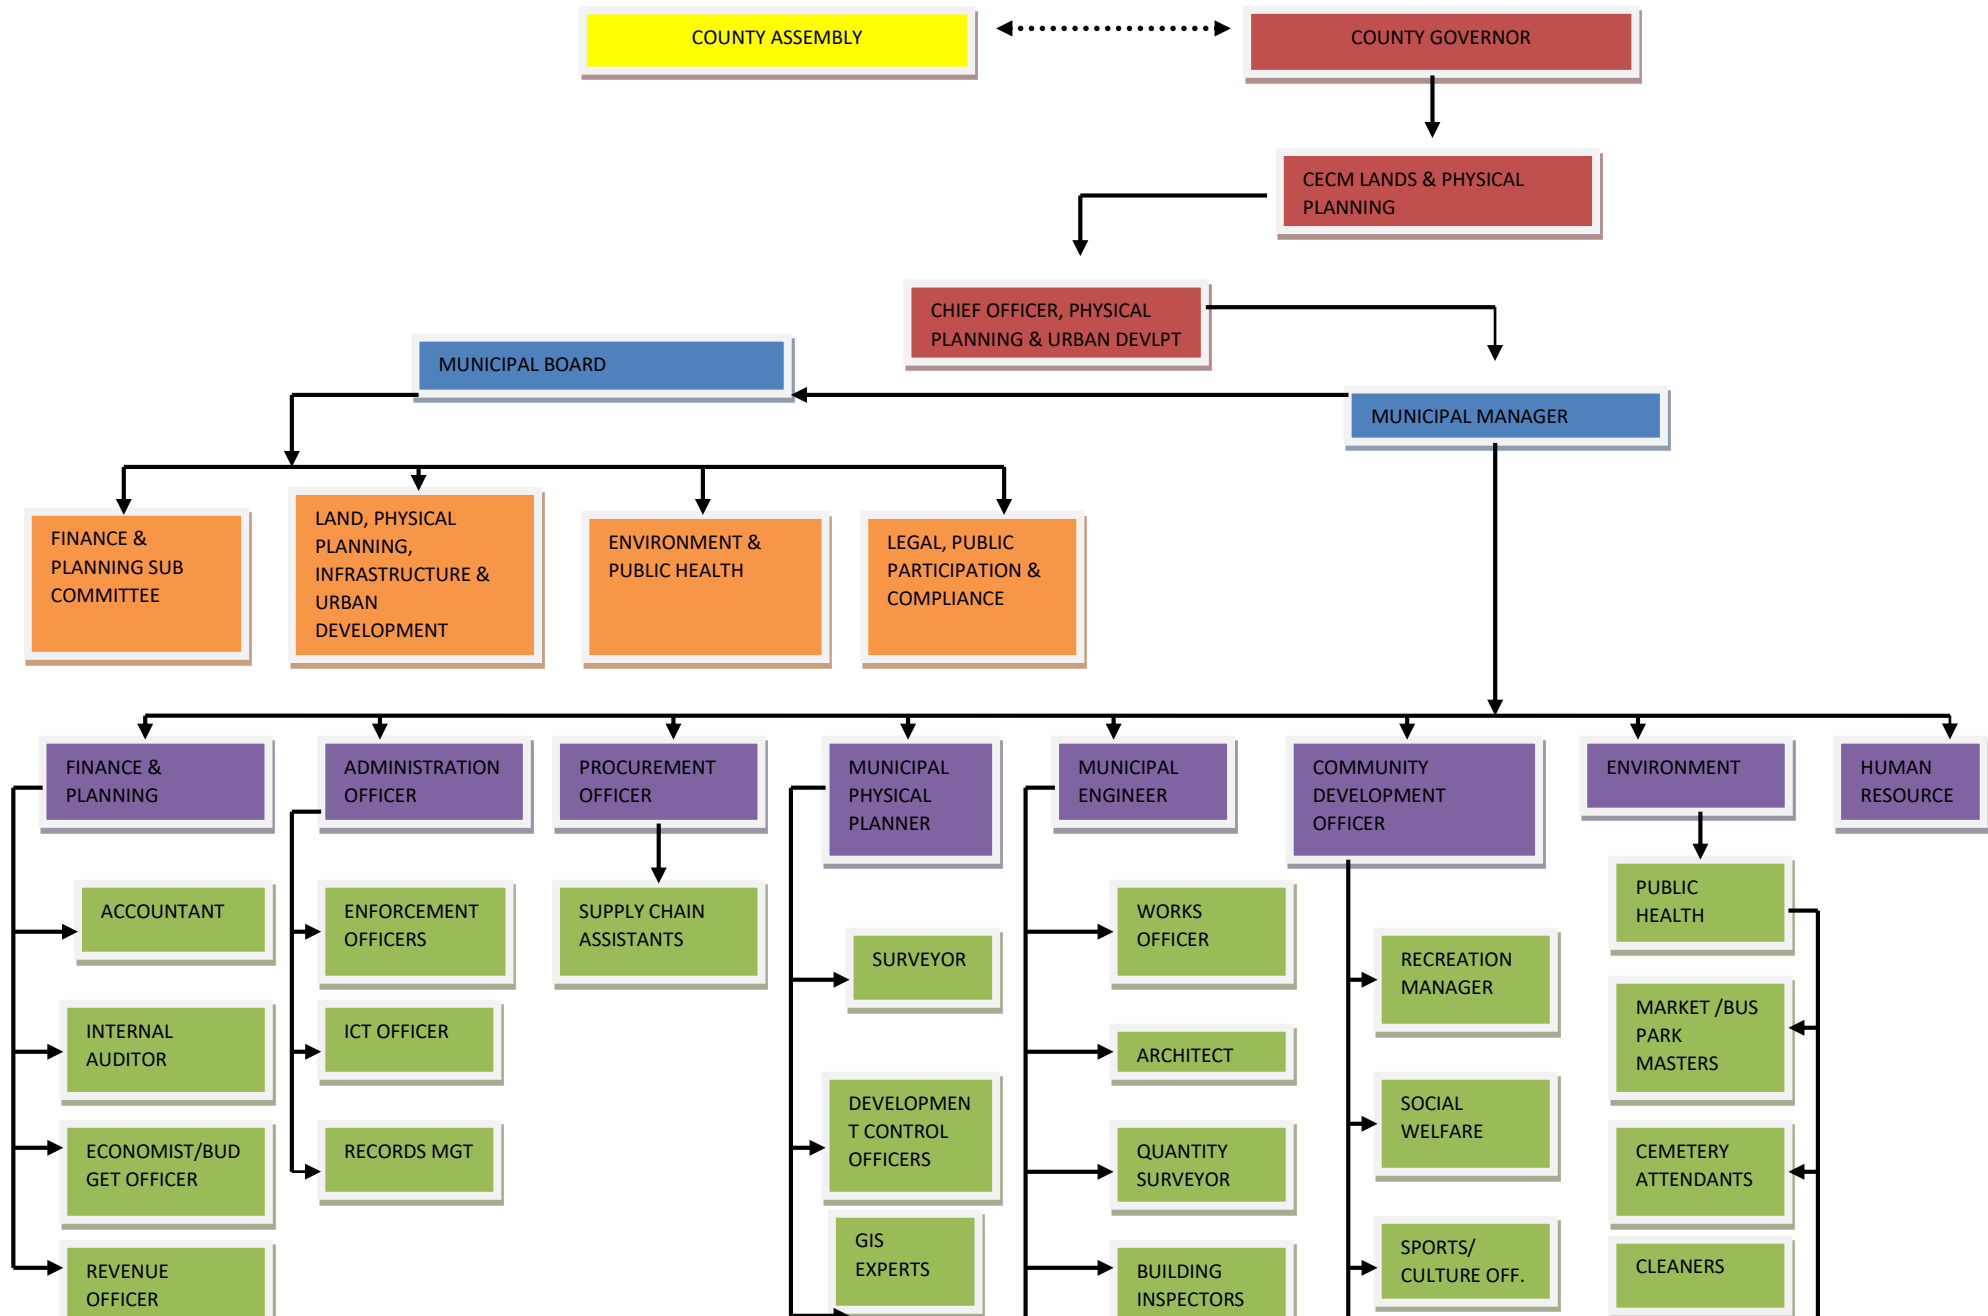 COUNTY ASSEMBLY
COUNTY GOVERNOR
CECM LANDS & PHYSICAL
PLANNING
CHIEF OFFICER, PHYSICAL
PLANNING & URBAN DEVLPT
MUNICIPAL BOARD
MUNICIPAL MANAGER
FINANCE &
PLANNING SUB
COMMITTEE
LAND, PHYSICAL
PLANNING,
INFRASTRUCTURE &
URBAN
DEVELOPMENT
ENVIRONMENT &
PUBLIC HEALTH
LEGAL, PUBLIC
PARTICIPATION &
COMPLIANCE
FINANCE &
PLANNING
ADMINISTRATION
OFFICER
PROCUREMENT
OFFICER
MUNICIPAL
PHYSICAL
PLANNER
MUNICIPAL
ENGINEER
COMMUNITY
DEVELOPMENT
OFFICER
ENVIRONMENT
HUMAN
RESOURCE
ACCOUNTANT
INTERNAL
AUDITOR
ECONOMIST/BUD
GET OFFICER
REVENUE
OFFICER
ENFORCEMENT
OFFICERS
ICT OFFICER
RECORDS MGT
SUPPLY CHAIN
ASSISTANTS
SURVEYOR
DEVELOPMEN
T CONTROL
OFFICERS
GIS
EXPERTS
WORKS
OFFICER
ARCHITECT
QUANTITY
SURVEYOR
BUILDING
INSPECTORS
RECREATION
MANAGER
SOCIAL
WELFARE
SPORTS/
CULTURE OFF.
PUBLIC
HEALTH
MARKET /BUS
PARK
MASTERS
CEMETERY
ATTENDANTS
CLEANERS